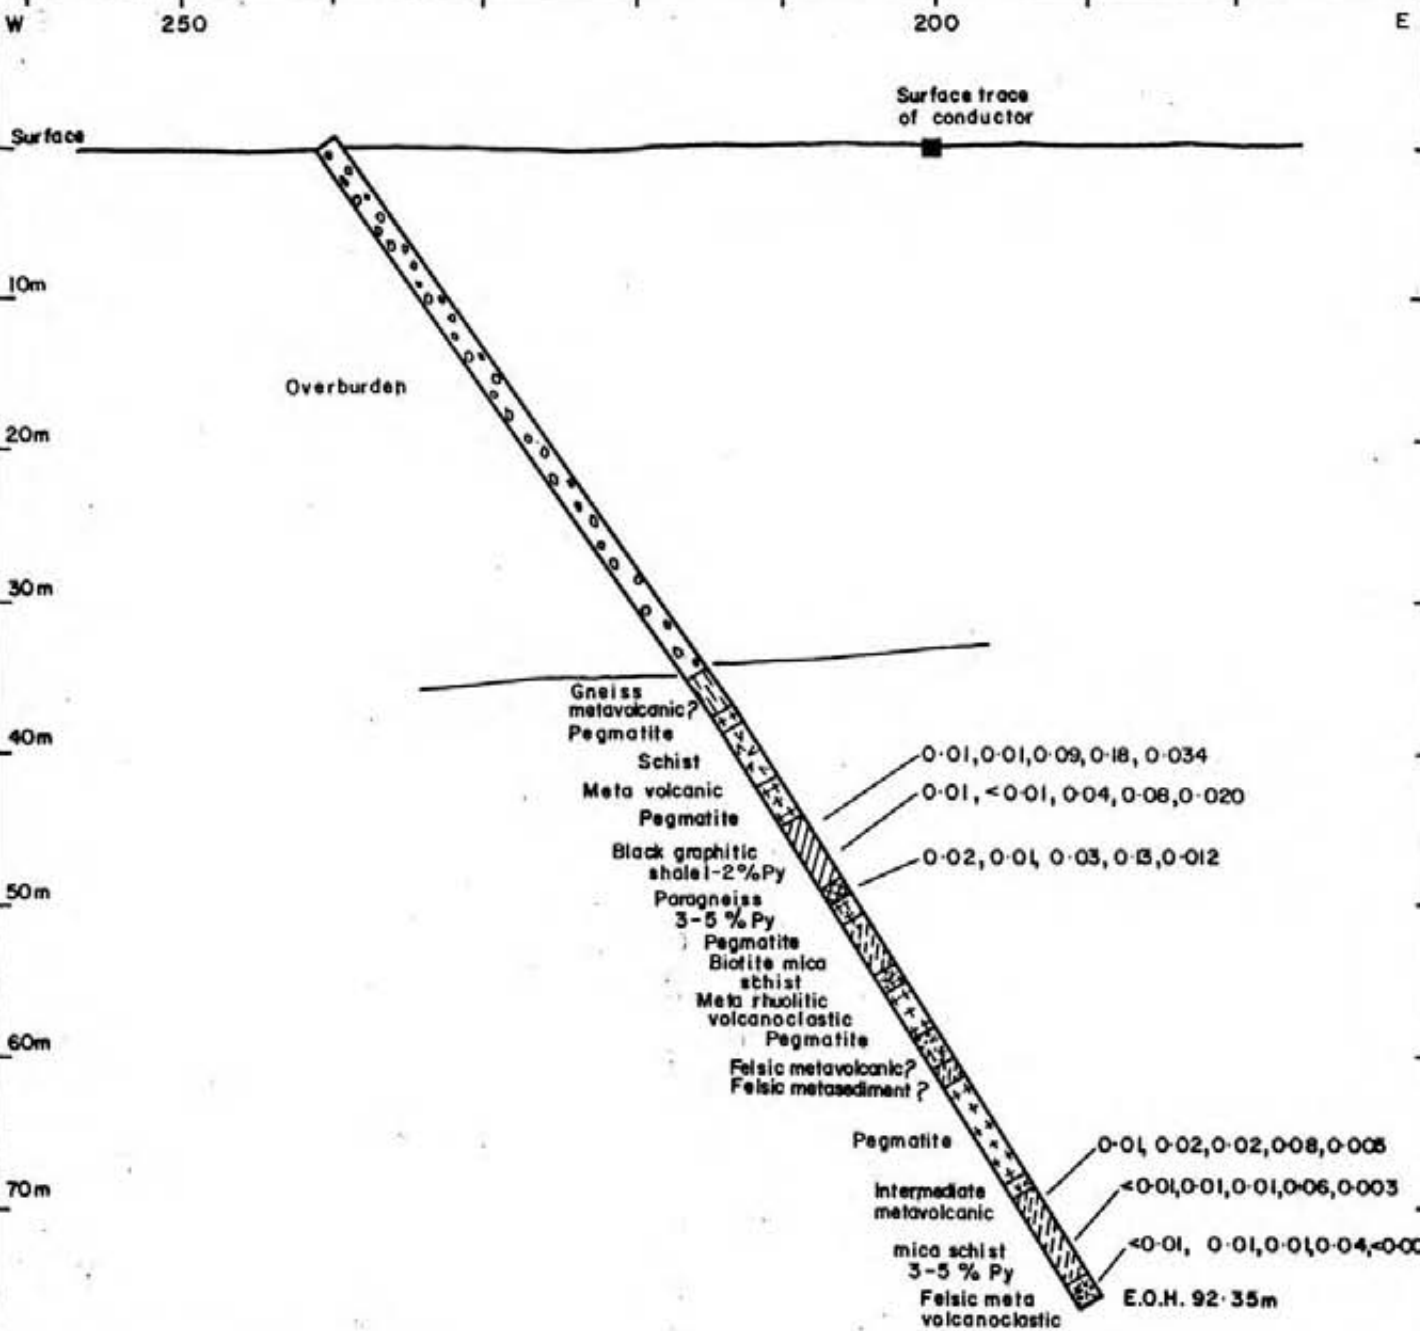 W 250 200 E
Surface trace
of conductor
Surface
10m
Overburden
20m
30m
Gneiss
metavolcanic?
Pegmatite
40m
Schist
0·01,0·01,0·09,0·18, 0·034
Meta volcanic
0·01, <0·01, 0·04, 0·08,0·020
Pegmatite
Black graphitic
shale 1-2%Py
0·02, 0·01, 0·03, 0·13,0·012
50m
Paragneiss
3-5 % Py
Pegmatite
Biotite mica
schist
Meta rhuolitic
volcanoclastic
60m
Pegmatite
Felsic metavolcanic?
Felsic metasediment?
Pegmatite
0·01, 0·02,0·02,0·08,0·005
70m
Intermediate
metavolcanic
<0·01,0·01,0·01,0·06,0·003
mica schist
3-5 % Py
<0·01, 0·01,0·01,0·04,<0·00
Felsic meta
volcanoclastic
E.O.H. 92·35m